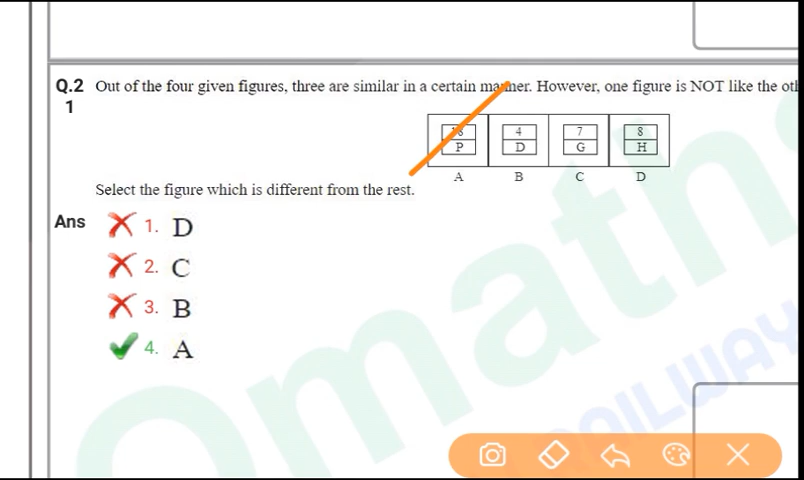 Q.2 Out of the four given figures, three are similar in a certain manner. However, one figure is NOT like the
1
4 7 8
P D G H
A B C D
Select the figure which is different from the rest.
Ans 1. D
2. C
3. B
4. A
omaths
RAILWAY